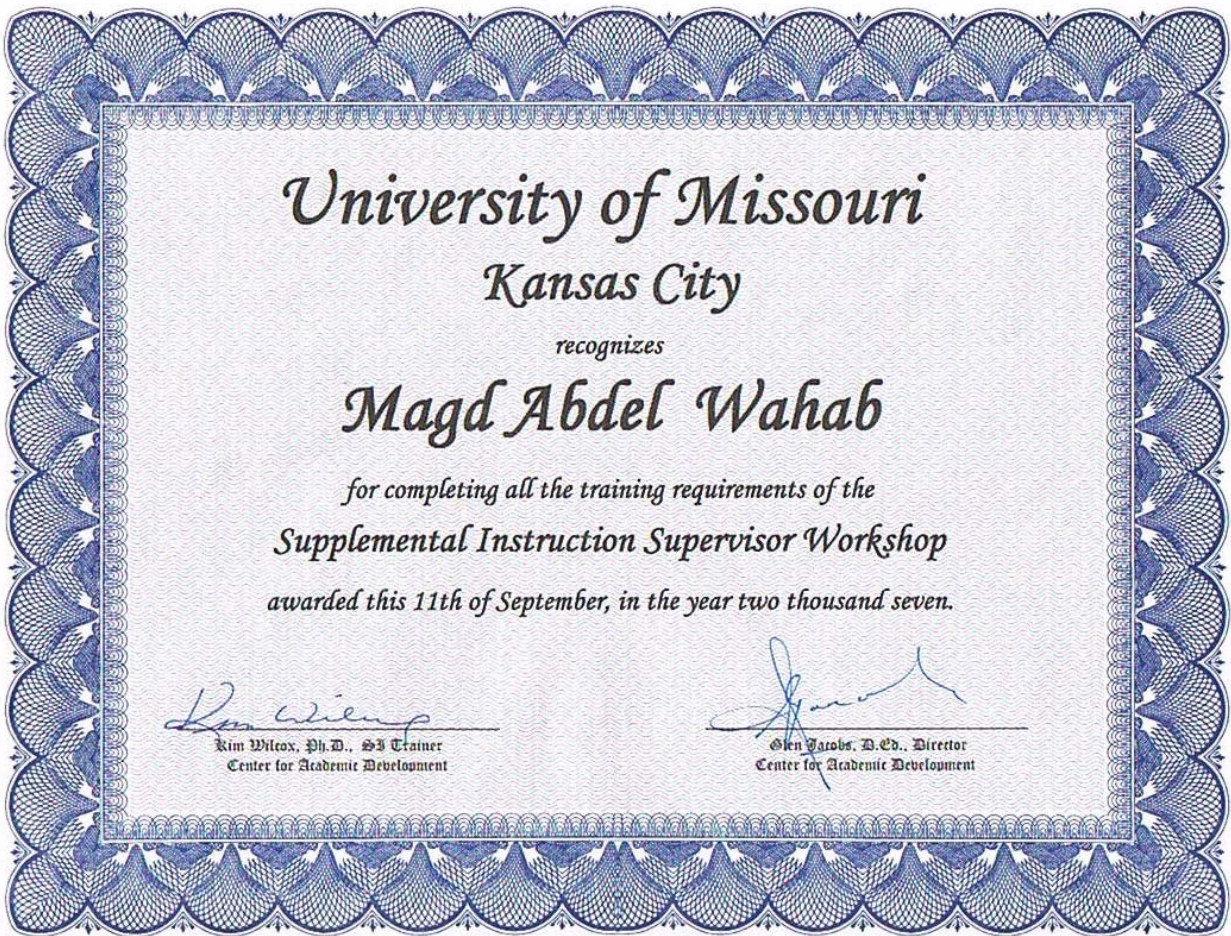 University of Missouri
Kansas City
recognizes
Magd Abdel Wahab
for completing all the training requirements of the
Supplemental Instruction Supervisor Workshop
awarded this 11th of September, in the year two thousand seven.
Kim Wilcox, Ph.D., SI Trainer
Center for Academic Development
Glen Jacobs, D.Ed., Director
Center for Academic Development